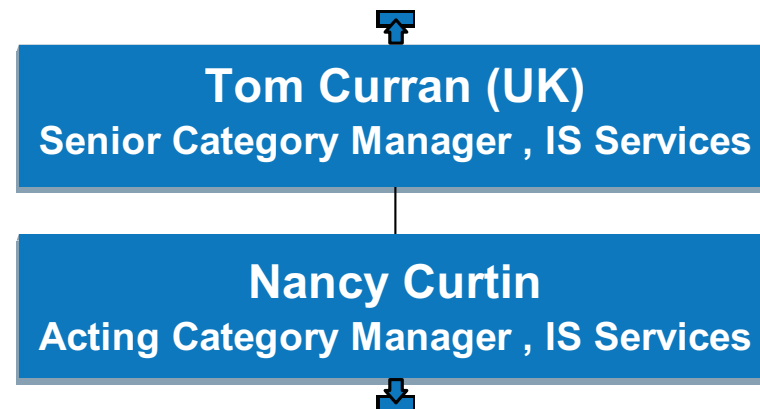 Tom Curran (UK)
Senior Category Manager , IS Services
Nancy Curtin
Acting Category Manager , IS Services